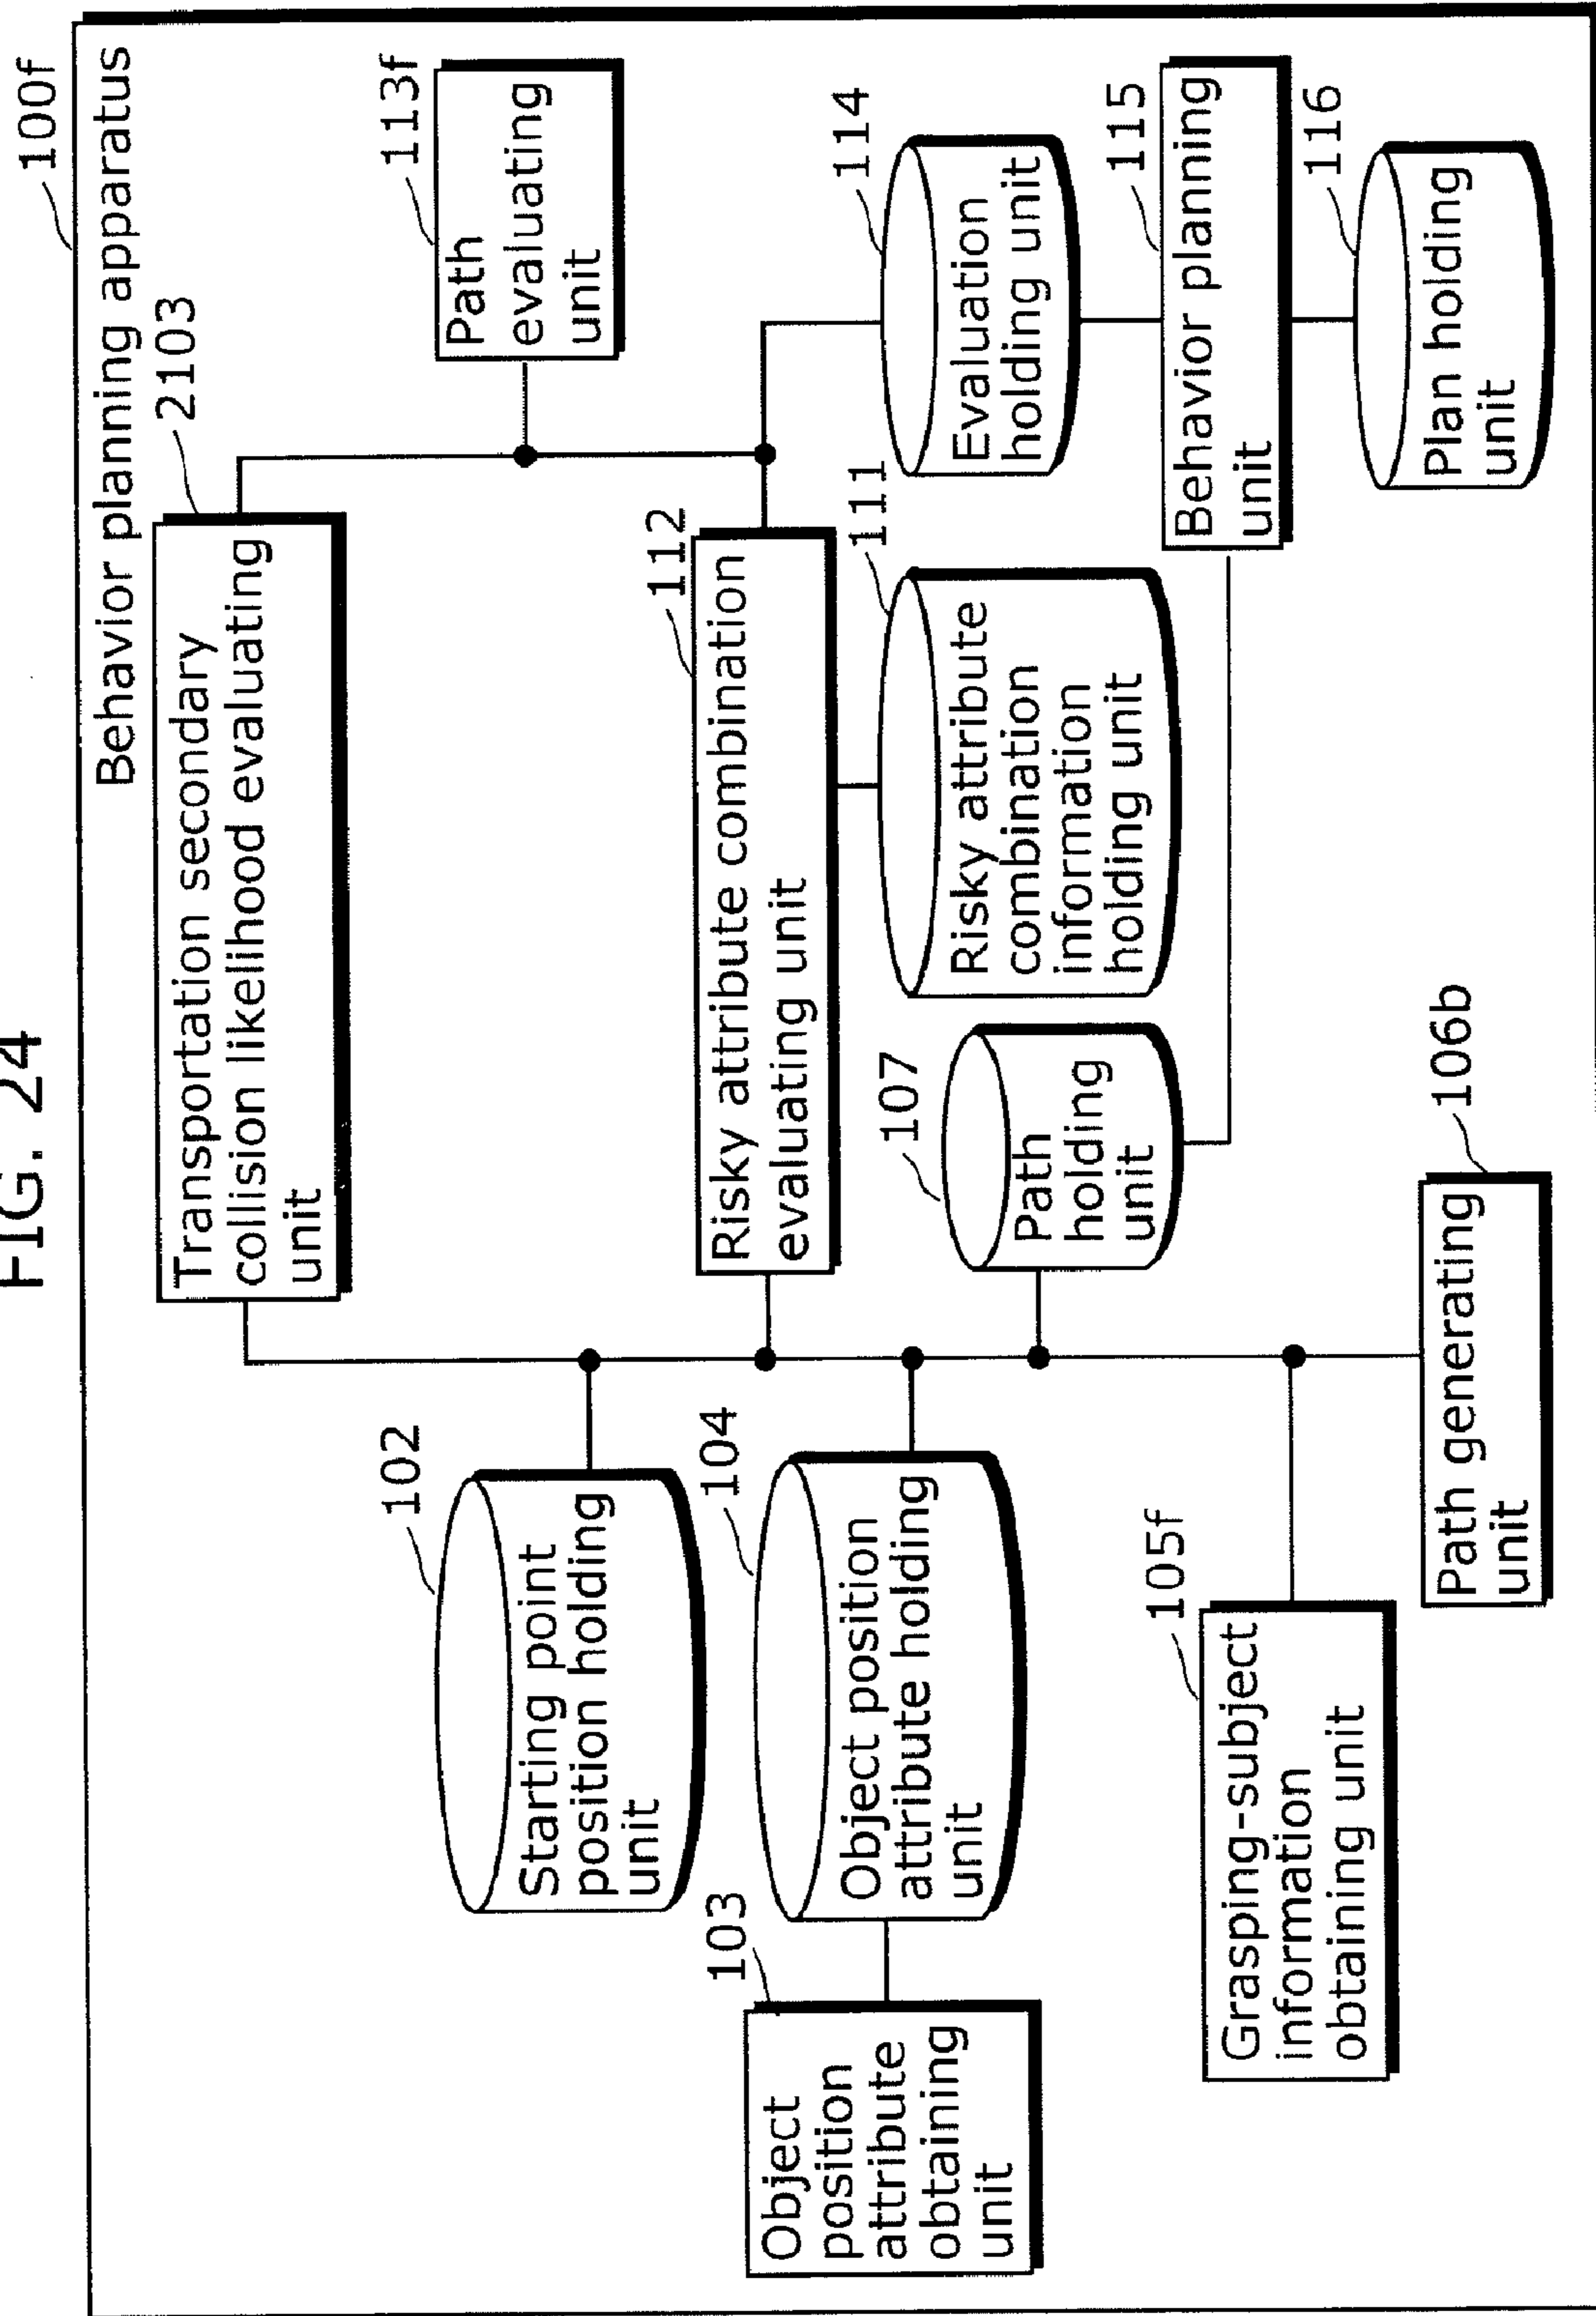 FIG. 24
100f
Behavior planning apparatus
2103
Transportation secondary
collision likelihood evaluating
unit
113f
Path
evaluating
unit
102
Starting point
position holding
unit
112
Risky attribute combination
evaluating unit
103
Object
position
attribute
obtaining
unit
104
Object position
attribute holding
unit
107
Path
holding
unit
111
Risky attribute
combination
information
holding unit
114
Evaluation
holding unit
105f
Grasping-subject
information
obtaining unit
115
Behavior planning
unit
106b
Path generating
unit
116
Plan holding
unit